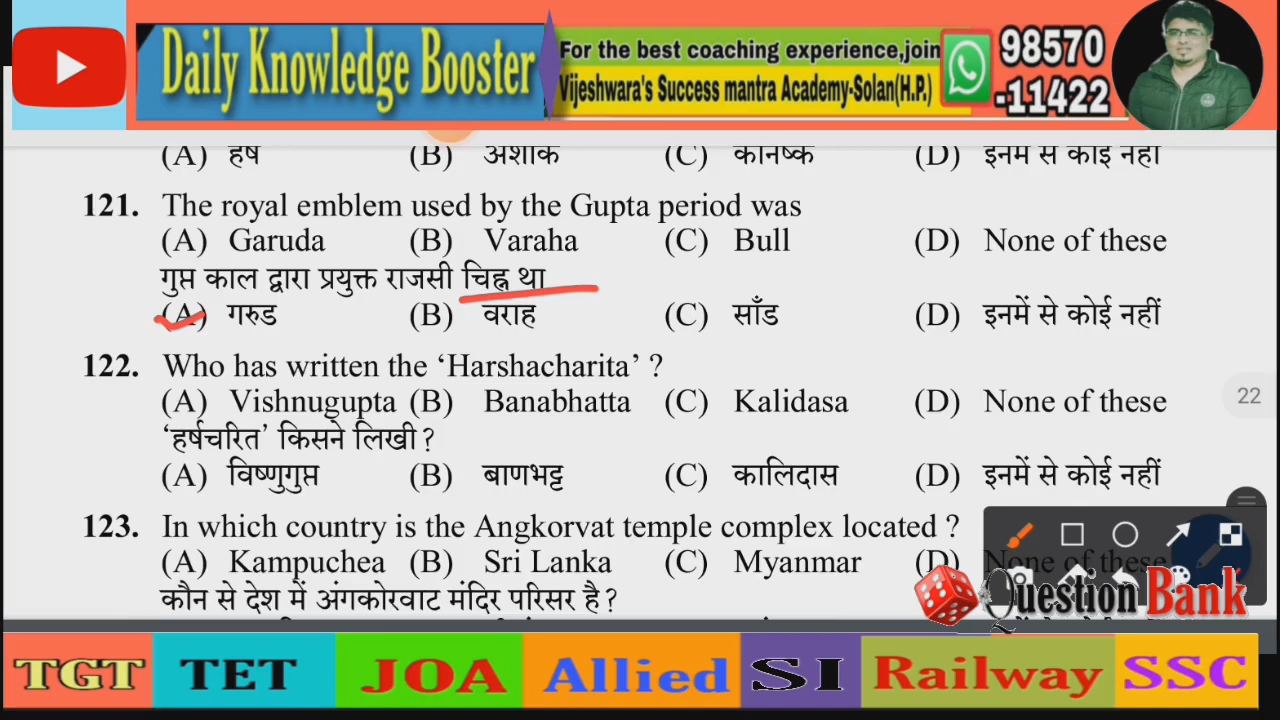 Daily Knowledge Booster
For the best coaching experience,join
Vijeshwara's Success mantra Academy-Solan(H.P.)
98570
-11422
(A) हर्ष (B) अशोक (C) कनिष्क (D) इनमें से कोई नहीं
121. The royal emblem used by the Gupta period was
(A) Garuda (B) Varaha (C) Bull (D) None of these
गुप्त काल द्वारा प्रयुक्त राजसी चिह्न था
(A) गरुड (B) वराह (C) साँड (D) इनमें से कोई नहीं
122. Who has written the ‘Harshacharita’ ?
(A) Vishnugupta (B) Banabhatta (C) Kalidasa (D) None of these
‘हर्षचरित’ किसने लिखी?
(A) विष्णुगुप्त (B) बाणभट्ट (C) कालिदास (D) इनमें से कोई नहीं
22
123. In which country is the Angkorvat temple complex located ?
(A) Kampuchea (B) Sri Lanka (C) Myanmar (D) None of these
कौन से देश में अंगकोरवाट मंदिर परिसर है?
Question Bank
TGT TET JOA Allied SI Railway SSC